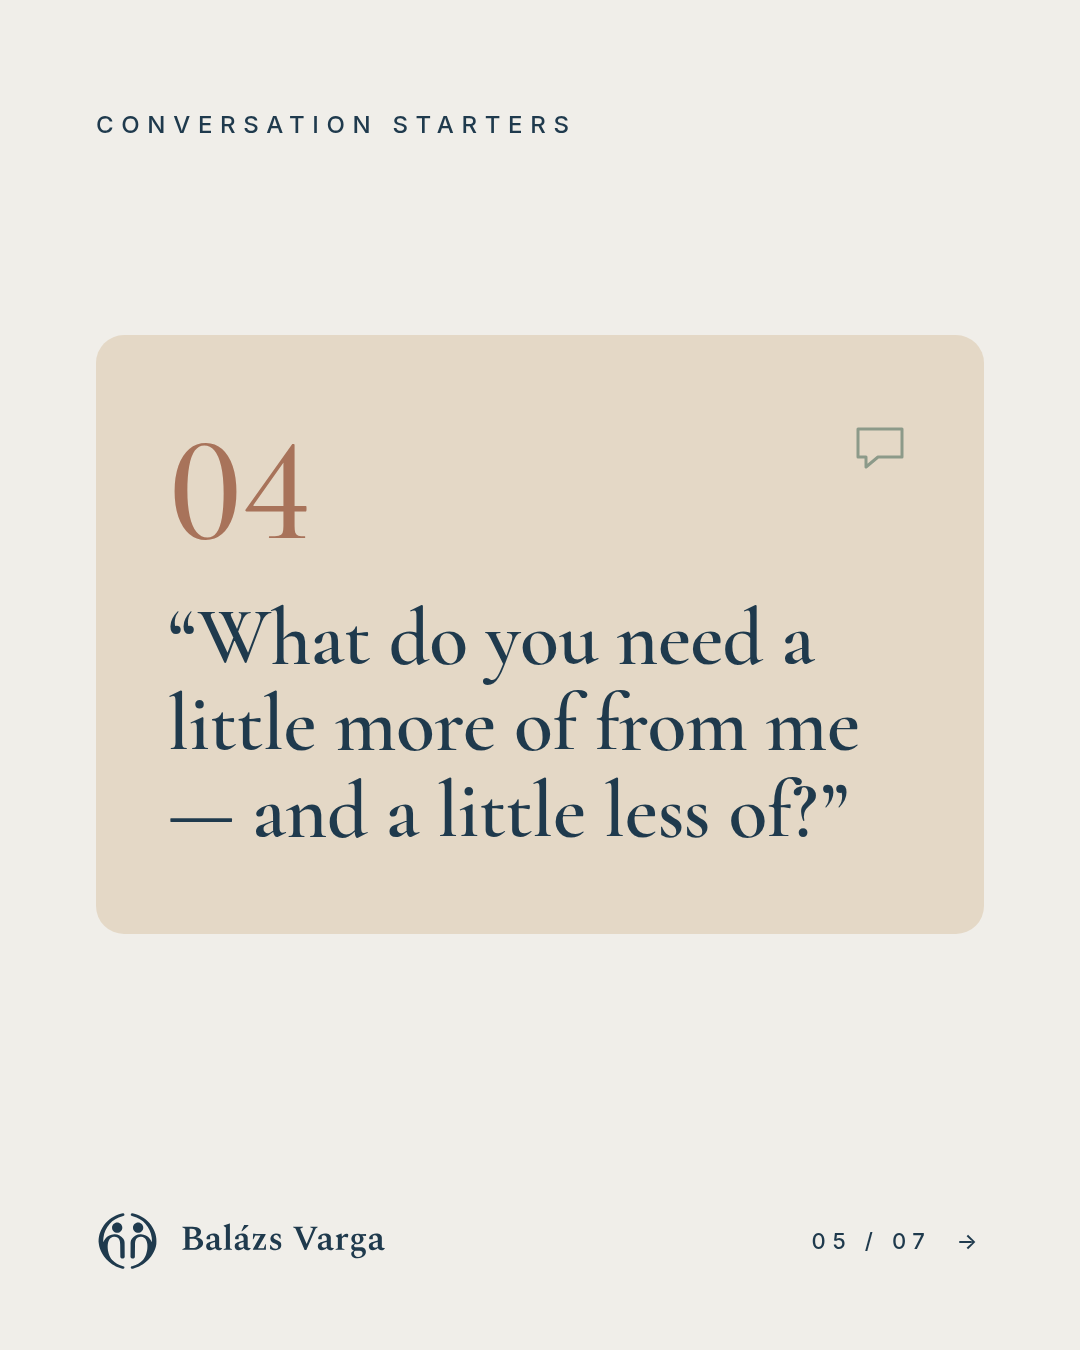 CONVERSATION STARTERS
04
“What do you need a
little more of from me
— and a little less of?”
Balázs Varga
05 / 07 →